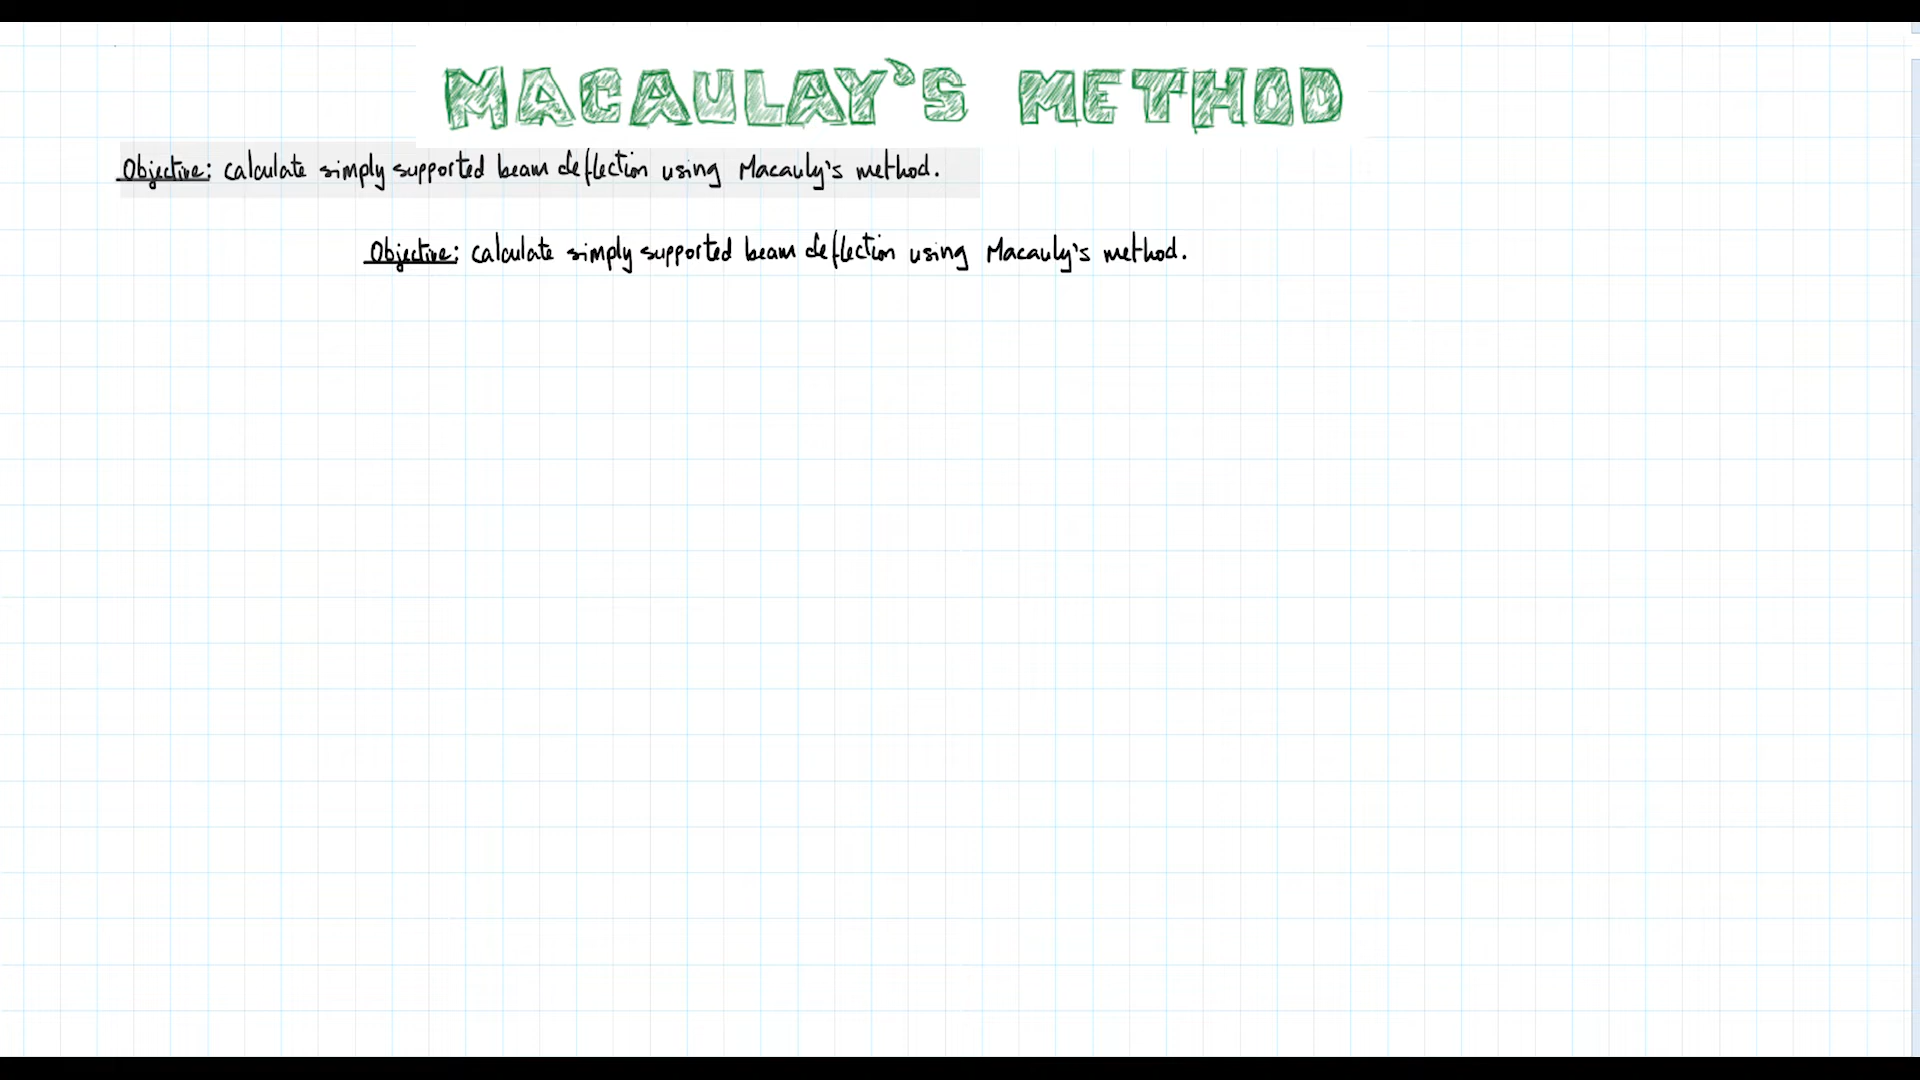 MACAULAY'S METHOD
Objective: calculate simply supported beam deflection using Macauly's method.
Objective: calculate simply supported beam deflection using Macauly's method.